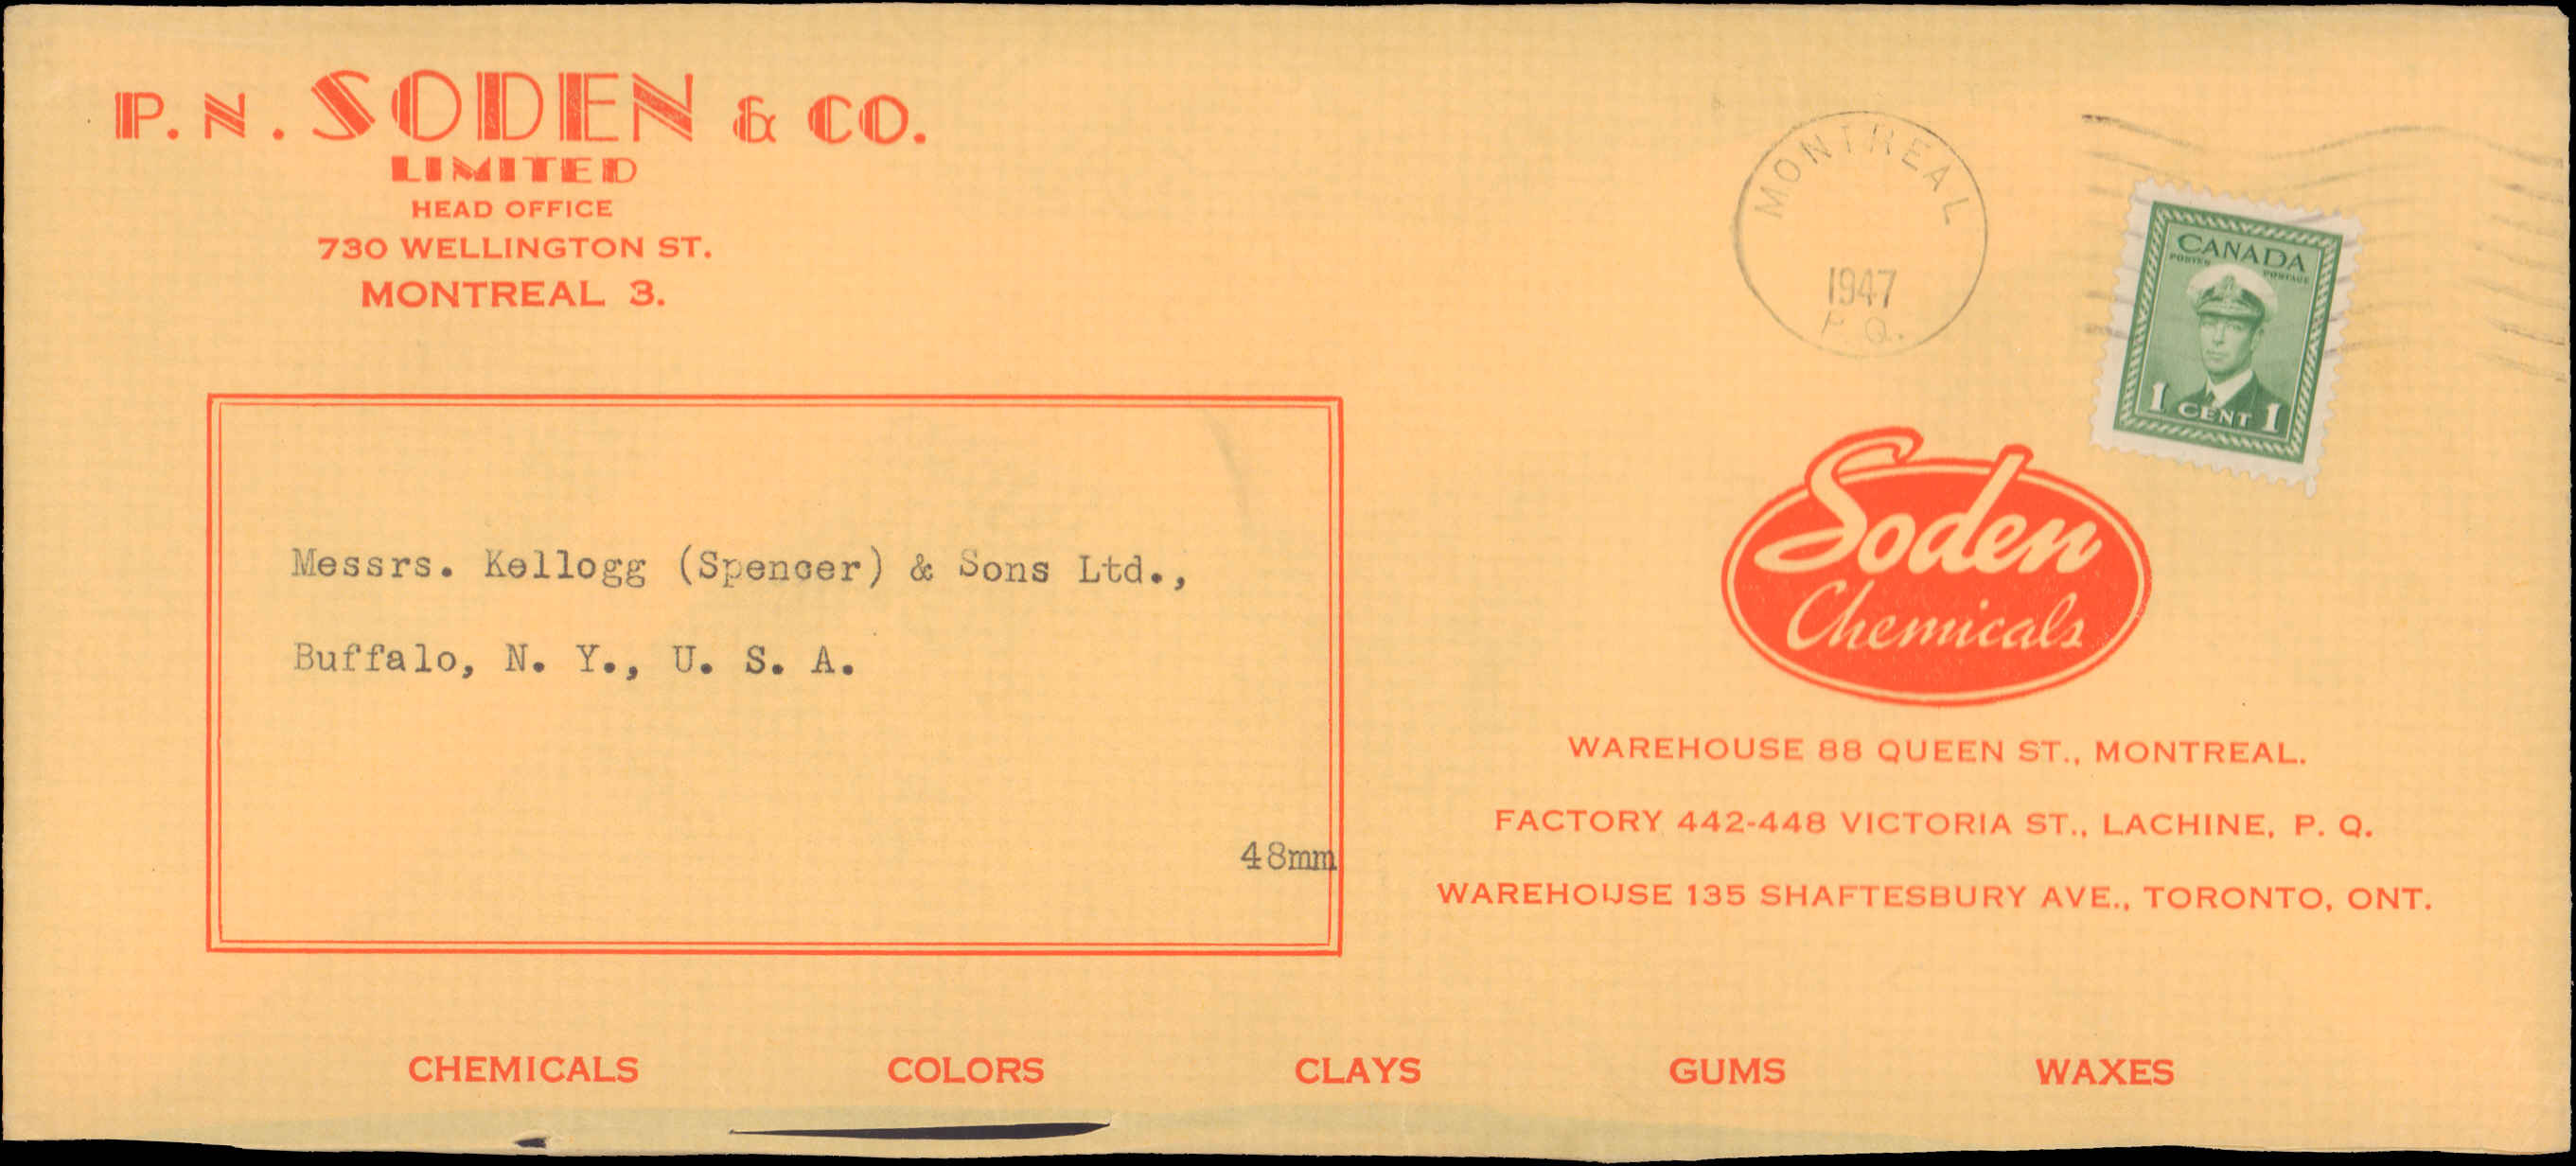 P. N. SODEN & CO.
LIMITED
HEAD OFFICE
730 WELLINGTON ST.
MONTREAL 3.
MONTREAL
1947
P. Q.
CANADA
POSTES POSTAGE
1 CENT 1
Messrs. Kellogg (Spencer) & Sons Ltd.,
Buffalo, N. Y., U. S. A.
48mm
Soden
Chemicals
WAREHOUSE 88 QUEEN ST., MONTREAL.
FACTORY 442-448 VICTORIA ST., LACHINE, P. Q.
WAREHOUSE 135 SHAFTESBURY AVE., TORONTO, ONT.
CHEMICALS COLORS CLAYS GUMS WAXES